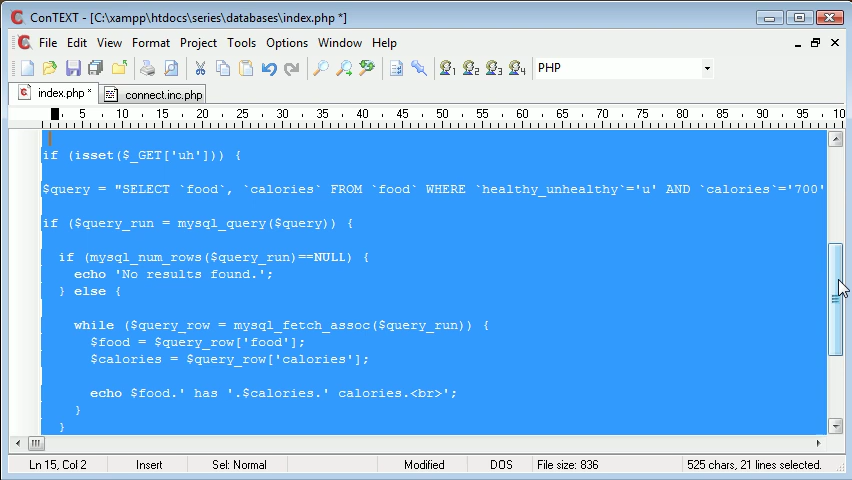 ConTEXT - [C:\xampp\htdocs\series\databases\index.php *]
File Edit View Format Project Tools Options Window Help
1 2 3 4 PHP
index.php * connect.inc.php
5 10 15 20 25 30 35 40 45 50 55 60 65 70 75 80 85 90 95 10
if (isset($_GET['uh'])) {
$query = "SELECT `food`, `calories` FROM `food` WHERE `healthy_unhealthy`='u' AND `calories`='700'
if ($query_run = mysql_query($query)) {
if (mysql_num_rows($query_run)==NULL) {
echo 'No results found.';
} else {
while ($query_row = mysql_fetch_assoc($query_run)) {
$food = $query_row['food'];
$calories = $query_row['calories'];
echo $food.' has '.$calories.' calories.<br>';
}
}
Ln 15, Col 2 Insert Sel: Normal Modified DOS File size: 836 525 chars, 21 lines selected.